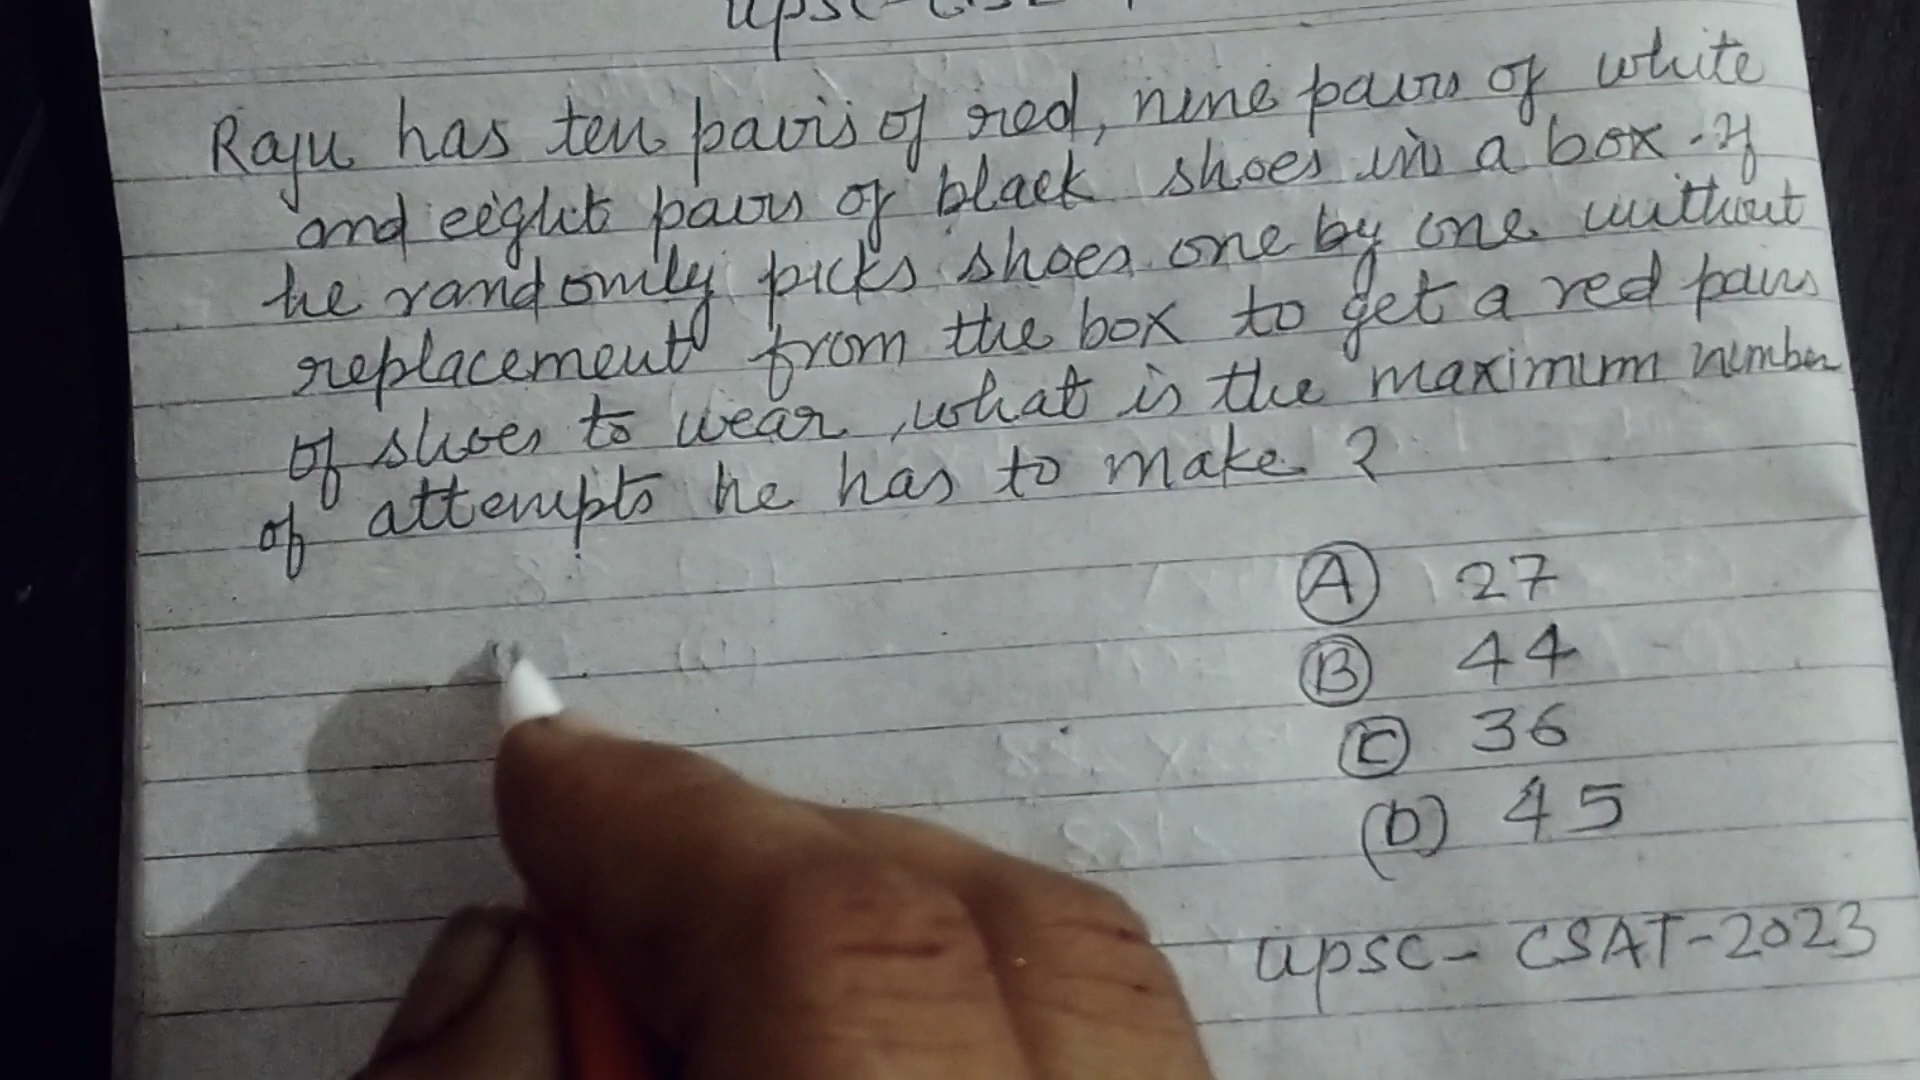 upsc-
Raju has ten pairs of red, nine pairs of white
and eight pairs of black shoes in a box. If
he randomly picks shoes one by one without
replacement from the box to get a red pairs
of shoes to wear, what is the maximum number
of attempts he has to make ?
(A) 27
(B) 44
(C) 36
(D) 45
upsc- CSAT-2023